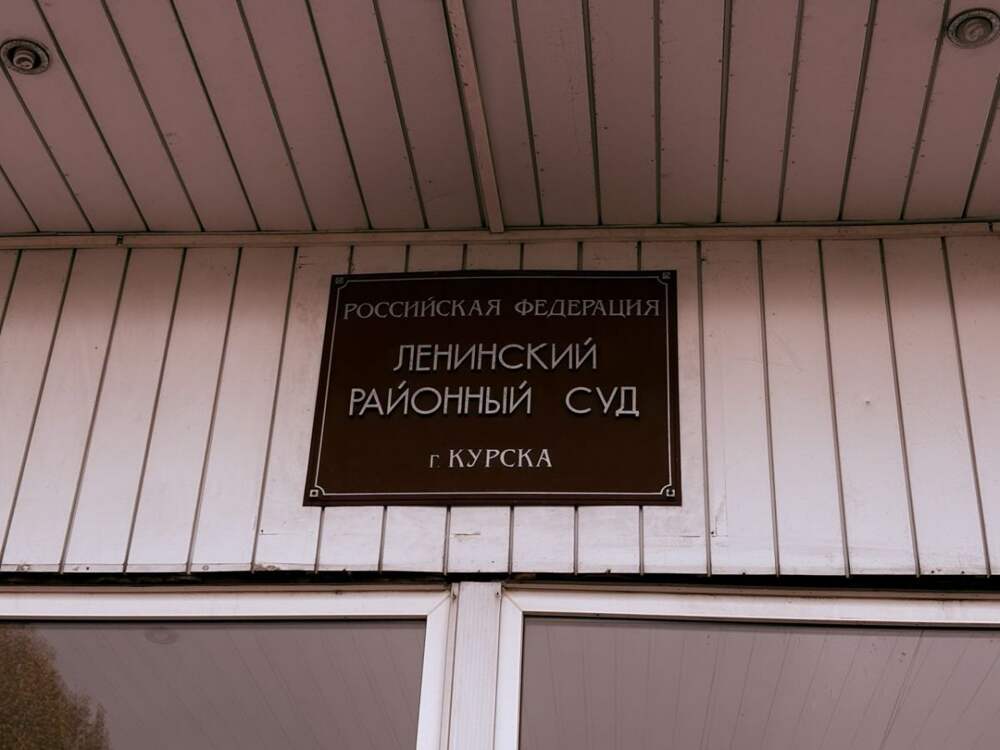 РОССИЙСКАЯ ФЕДЕРАЦИЯ
ЛЕНИНСКИЙ
РАЙОННЫЙ СУД
г. КУРСКА